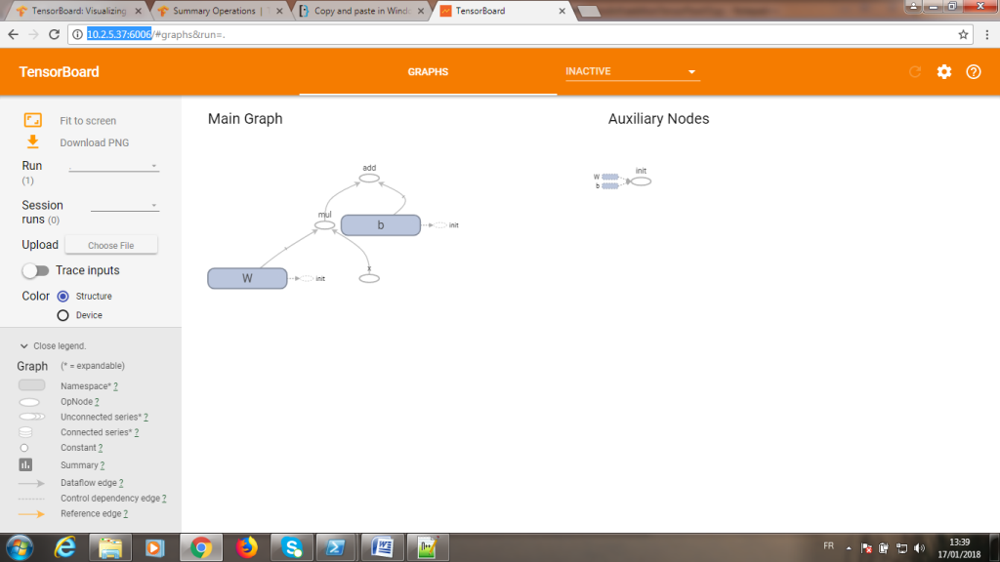 TensorBoard: Visualizing
Summary Operations | T
Copy and paste in Windo
TensorBoard
10.2.5.37:6006/#graphs&run=.
TensorBoard
GRAPHS
INACTIVE
Fit to screen
Download PNG
Run
(1)
.
Session
runs (0)
Upload
Choose File
Trace inputs
Color
Structure
Device
Close legend.
Graph
(* = expandable)
Namespace* ?
OpNode ?
Unconnected series* ?
Connected series* ?
Constant ?
Summary ?
Dataflow edge ?
Control dependency edge ?
Reference edge ?
Main Graph
add
mul
b
init
W
init
x
Auxiliary Nodes
W
b
init
FR
13:39
17/01/2018